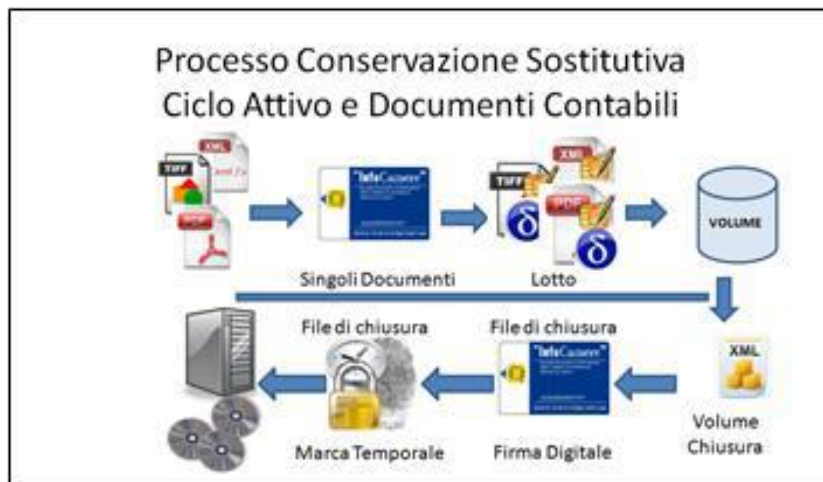 Processo Conservazione Sostitutiva
Ciclo Attivo e Documenti Contabili
XML
TIFF
PDF
"InfoCamere"
XML
TIFF
PDF
δ
δ
VOLUME
Singoli Documenti
Lotto
File di chiusura
File di chiusura
"InfoCamere"
XML
Volume
Chiusura
Marca Temporale
Firma Digitale